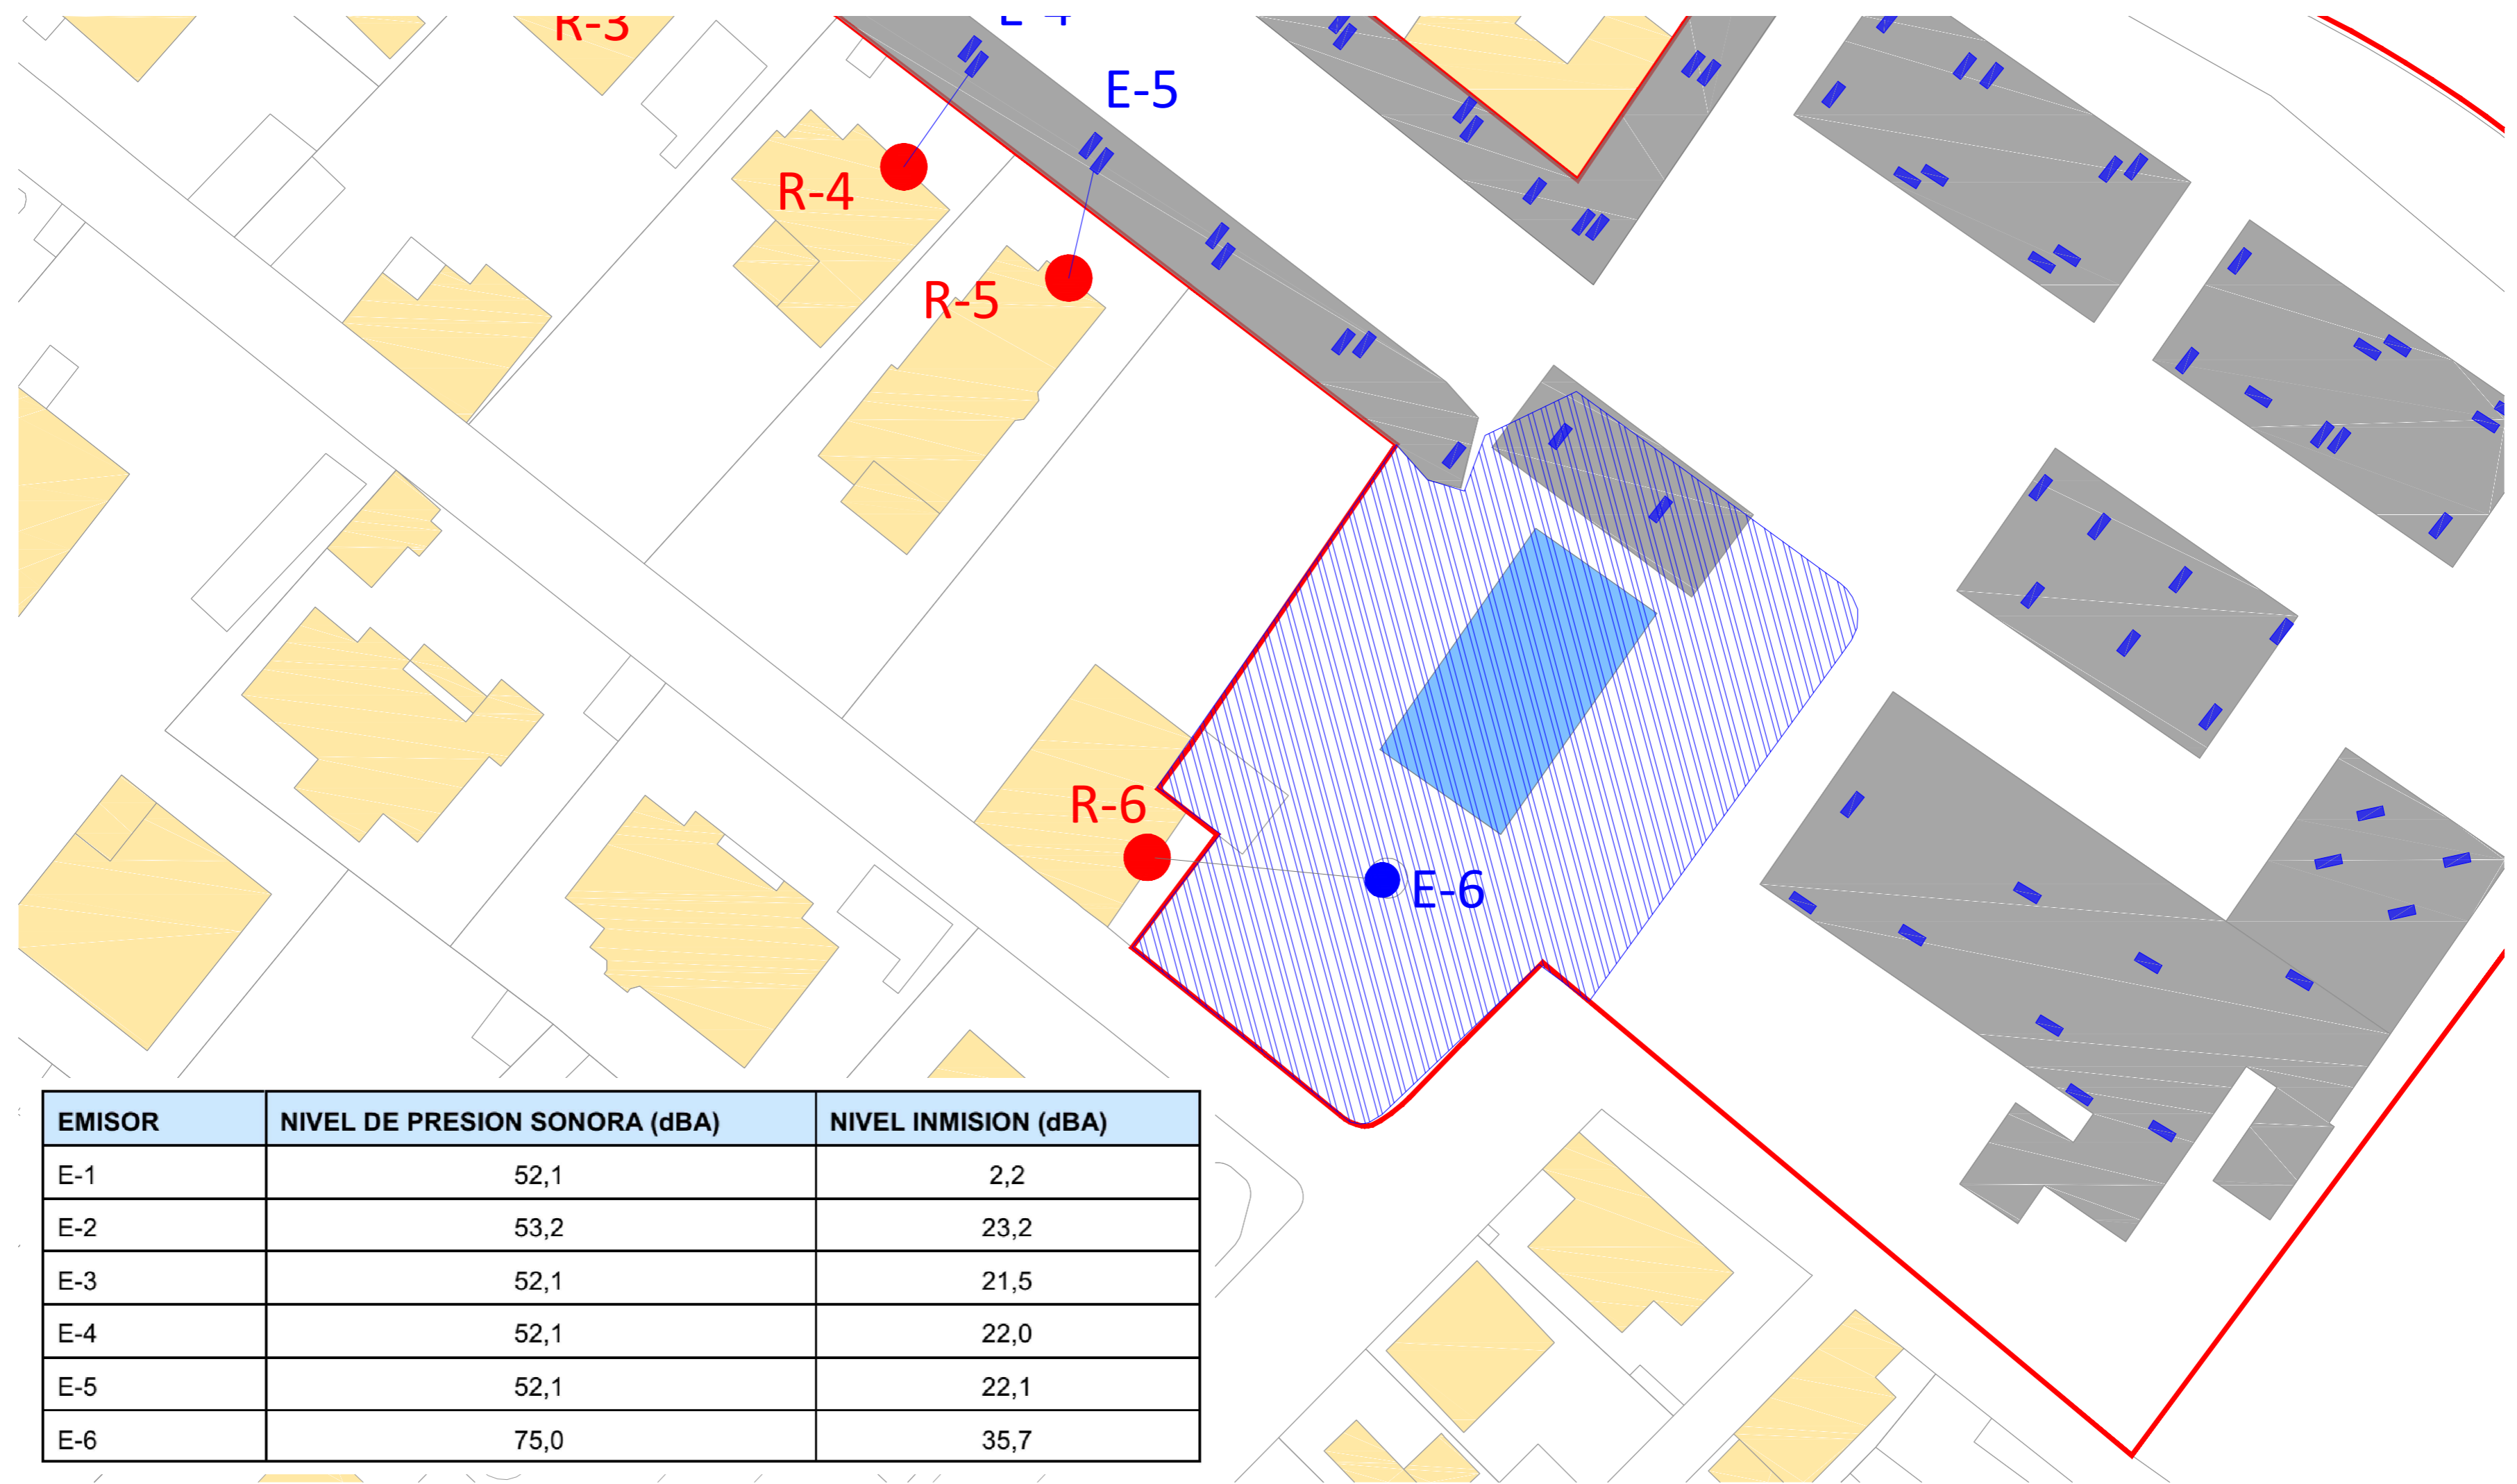 R-3
E-4
E-5
R-4
R-5
R-6
E-6
EMISOR NIVEL DE PRESION SONORA (dBA) NIVEL INMISION (dBA)
E-1 52,1 2,2
E-2 53,2 23,2
E-3 52,1 21,5
E-4 52,1 22,0
E-5 52,1 22,1
E-6 75,0 35,7